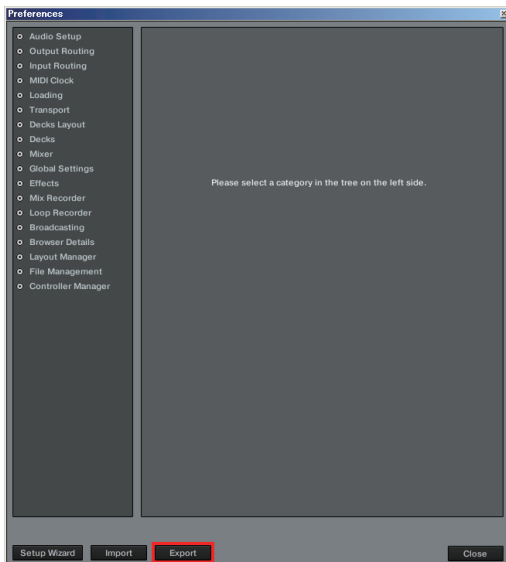 Preferences
Audio Setup
Output Routing
Input Routing
MIDI Clock
Loading
Transport
Decks Layout
Decks
Mixer
Global Settings
Effects
Mix Recorder
Loop Recorder
Broadcasting
Browser Details
Layout Manager
File Management
Controller Manager
Please select a category in the tree on the left side.
Setup Wizard
Import
Export
Close